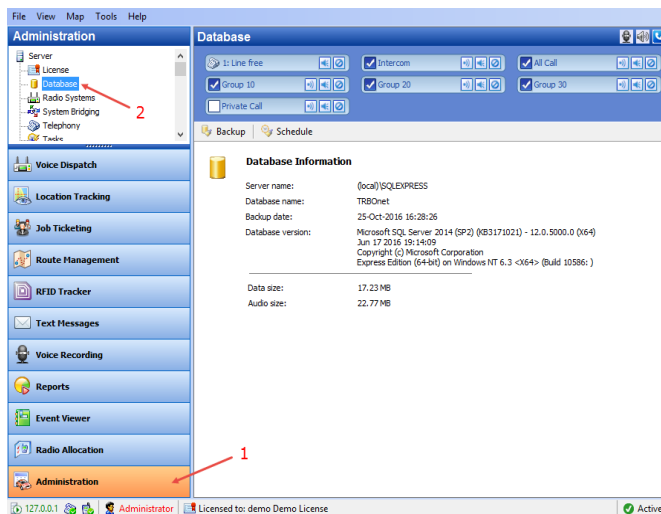 File View Map Tools Help
Administration
Server
License
Database
Radio Systems
System Bridging
Telephony
Tasks
2
Voice Dispatch
Location Tracking
Job Ticketing
Route Management
RFID Tracker
Text Messages
Voice Recording
Reports
Event Viewer
Radio Allocation
Administration
1
Database
1: Line free Intercom All Call
Group 10 Group 20 Group 30
Private Call
Backup Schedule
Database Information
Server name: (local)\SQLEXPRESS
Database name: TRBOnet
Backup date: 25-Oct-2016 16:28:26
Database version: Microsoft SQL Server 2014 (SP2) (KB3171021) - 12.0.5000.0 (X64)
Jun 17 2016 19:14:09
Copyright (c) Microsoft Corporation
Express Edition (64-bit) on Windows NT 6.3 <X64> (Build 10586: )
Data size: 17.23 MB
Audio size: 22.77 MB
127.0.0.1 Administrator Licensed to: demo Demo License Active